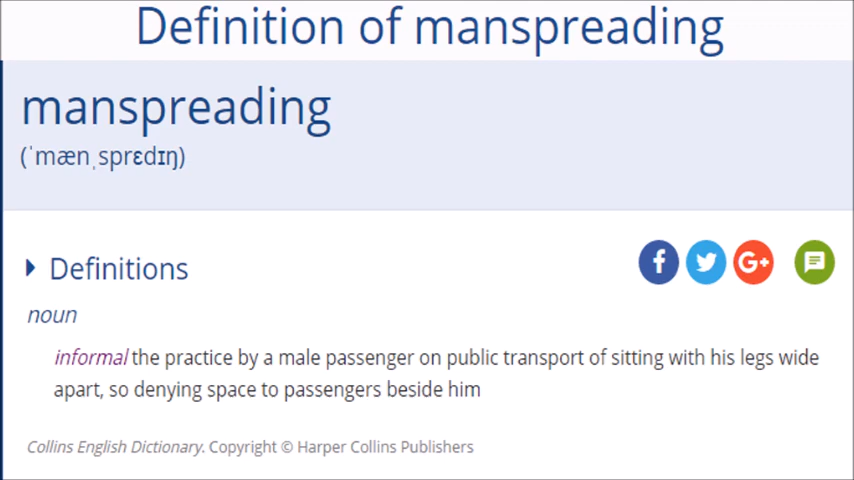 Definition of manspreading
manspreading
(ˈmænˌsprɛdɪŋ)
Definitions
noun
informal the practice by a male passenger on public transport of sitting with his legs wide
apart, so denying space to passengers beside him
Collins English Dictionary. Copyright © Harper Collins Publishers